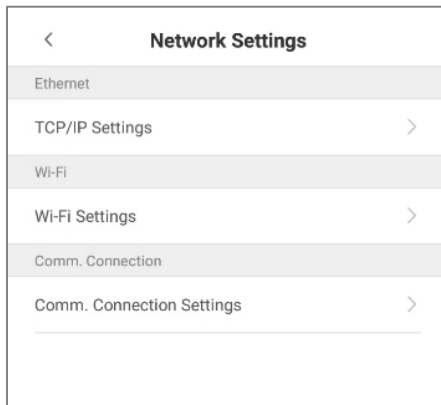 Network Settings
Ethernet
TCP/IP Settings
Wi-Fi
Wi-Fi Settings
Comm. Connection
Comm. Connection Settings